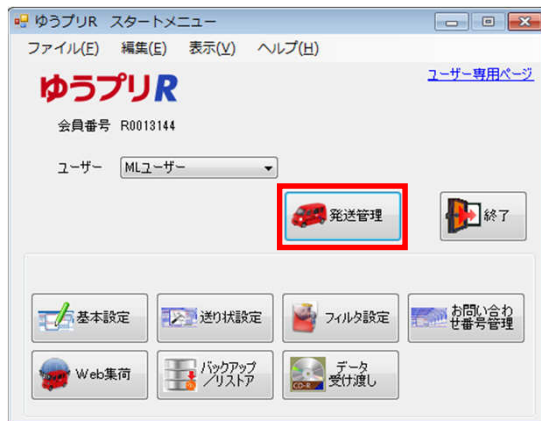 ゆうプリR スタートメニュー
ファイル(F) 編集(E) 表示(V) ヘルプ(H)
ユーザー専用ページ
ゆうプリR
会員番号 R0013144
ユーザー MLユーザー
発送管理
終了
基本設定
送り状設定
フィルタ設定
お問い合わ
せ番号管理
Web集荷
バックアップ
／リストア
データ
受け渡し
CD-R